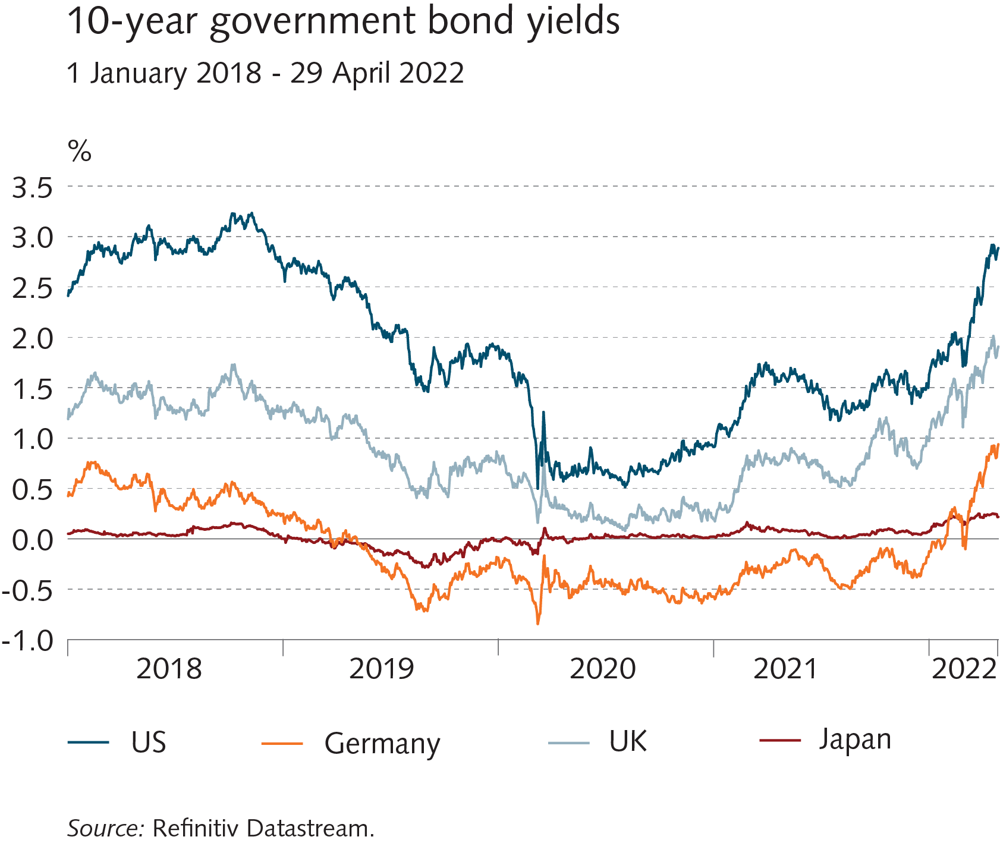 10-year government bond yields
1 January 2018 - 29 April 2022
%
3.5
3.0
2.5
2.0
1.5
1.0
0.5
0.0
-0.5
-1.0
2018 2019 2020 2021 2022
US Germany UK Japan
Source: Refinitiv Datastream.